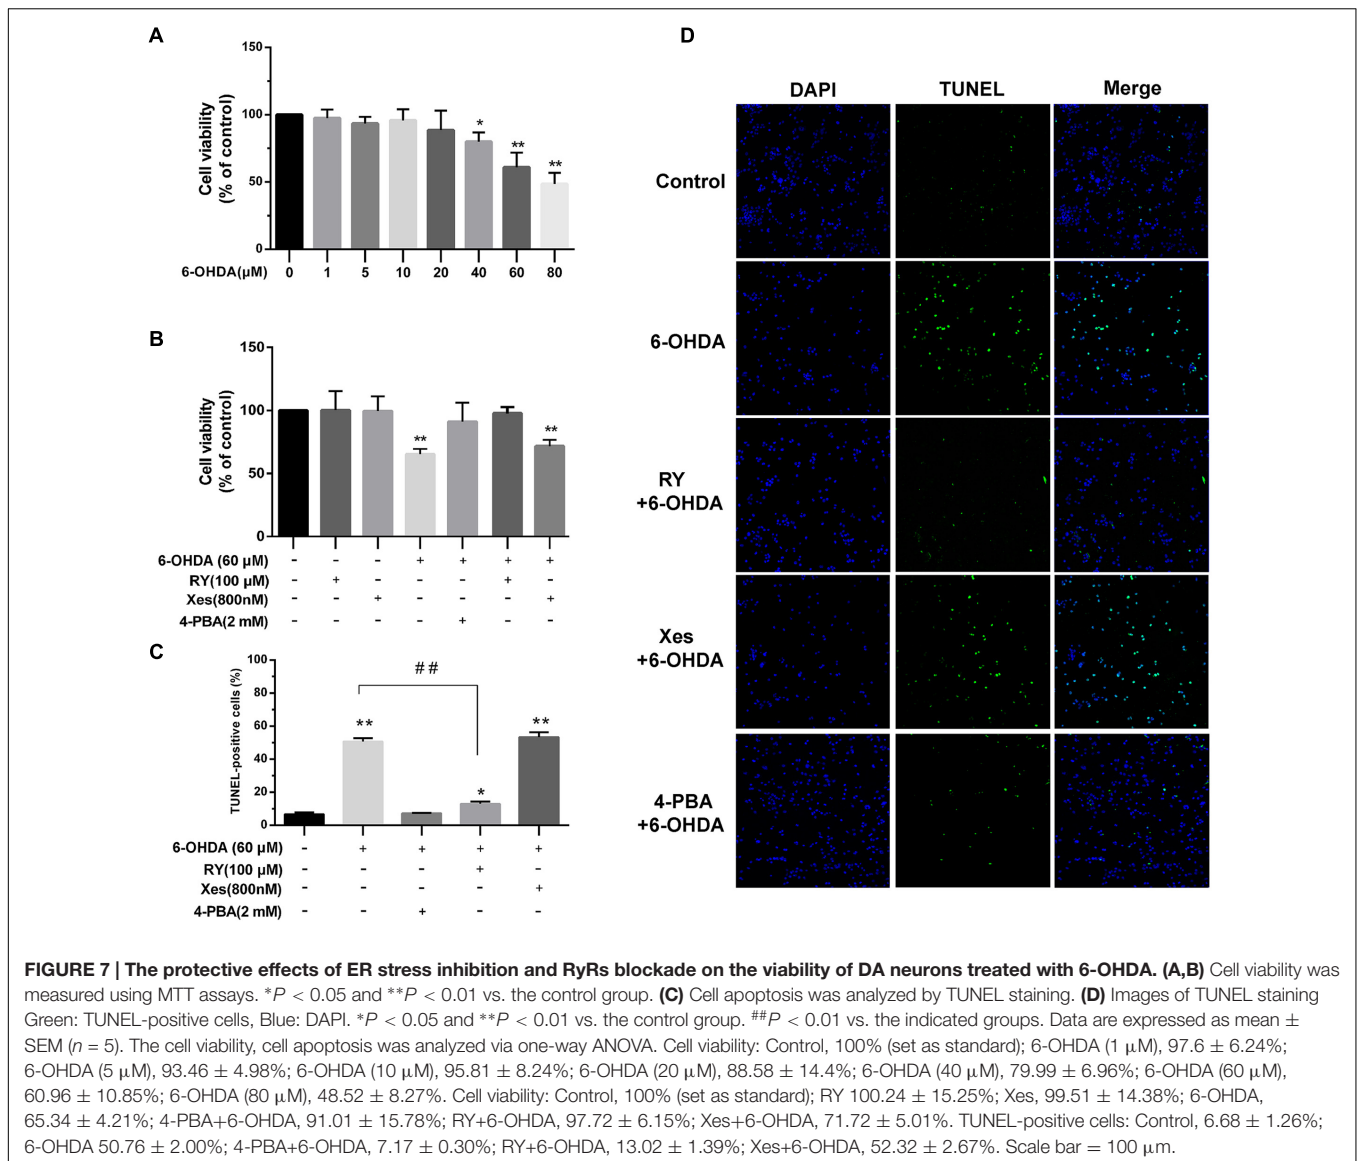 A
150
100
50
0
Cell viability
(% of control)
*
**
**
6-OHDA(μM) 0 1 5 10 20 40 60 80
B
150
100
50
0
Cell viability
(% of control)
**
**
6-OHDA (60 μM) - - - + + + +
RY(100 μM) - + - - - + -
Xes(800nM) - - + - - - +
4-PBA(2 mM) - - - - + - -
C
100
80
60
40
20
0
TUNEL-positive cells (%)
##
**
*
**
6-OHDA (60 μM) - + + + +
RY(100 μM) - - - + -
Xes(800nM) - - - - +
4-PBA(2 mM) - - + - -
D
DAPI TUNEL Merge
Control
6-OHDA
RY
+6-OHDA
Xes
+6-OHDA
4-PBA
+6-OHDA
FIGURE 7 | The protective effects of ER stress inhibition and RyRs blockade on the viability of DA neurons treated with 6-OHDA. (A,B) Cell viability was
measured using MTT assays. *P < 0.05 and **P < 0.01 vs. the control group. (C) Cell apoptosis was analyzed by TUNEL staining. (D) Images of TUNEL staining
Green: TUNEL-positive cells, Blue: DAPI. *P < 0.05 and **P < 0.01 vs. the control group. ##P < 0.01 vs. the indicated groups. Data are expressed as mean ±
SEM (n = 5). The cell viability, cell apoptosis was analyzed via one-way ANOVA. Cell viability: Control, 100% (set as standard); 6-OHDA (1 μM), 97.6 ± 6.24%;
6-OHDA (5 μM), 93.46 ± 4.98%; 6-OHDA (10 μM), 95.81 ± 8.24%; 6-OHDA (20 μM), 88.58 ± 14.4%; 6-OHDA (40 μM), 79.99 ± 6.96%; 6-OHDA (60 μM),
60.96 ± 10.85%; 6-OHDA (80 μM), 48.52 ± 8.27%. Cell viability: Control, 100% (set as standard); RY 100.24 ± 15.25%; Xes, 99.51 ± 14.38%; 6-OHDA,
65.34 ± 4.21%; 4-PBA+6-OHDA, 91.01 ± 15.78%; RY+6-OHDA, 97.72 ± 6.15%; Xes+6-OHDA, 71.72 ± 5.01%. TUNEL-positive cells: Control, 6.68 ± 1.26%;
6-OHDA 50.76 ± 2.00%; 4-PBA+6-OHDA, 7.17 ± 0.30%; RY+6-OHDA, 13.02 ± 1.39%; Xes+6-OHDA, 52.32 ± 2.67%. Scale bar = 100 μm.